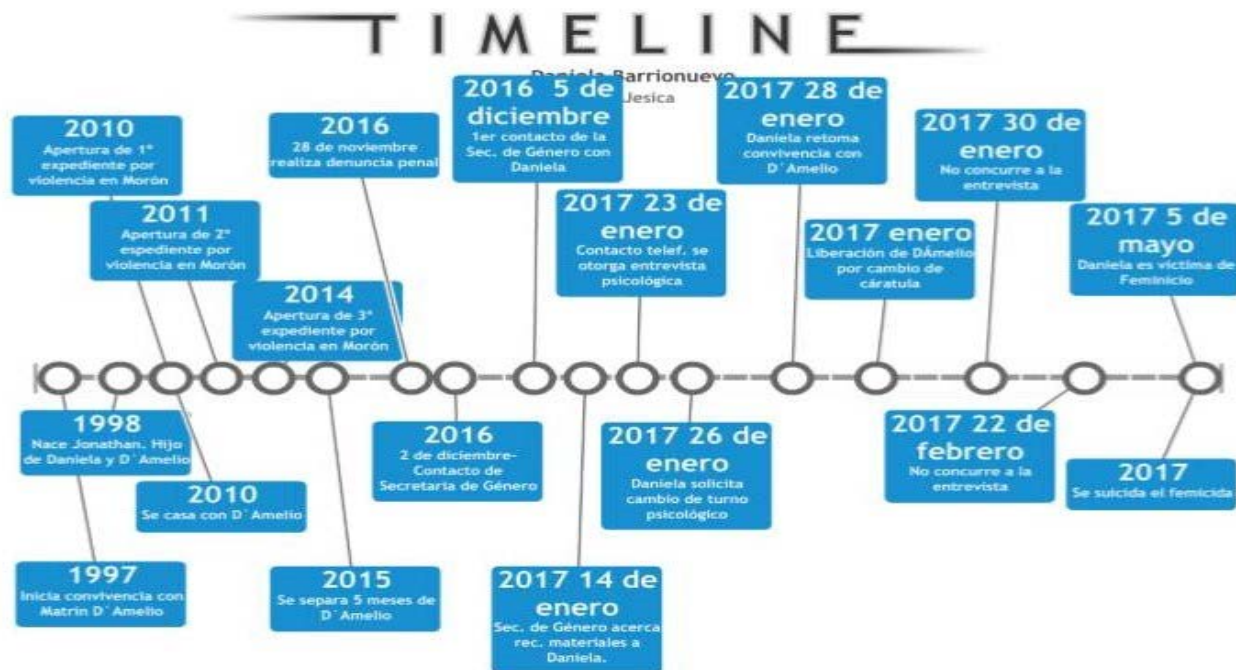 TIMELINE
Daniela Barrionuevo
Jesica
2010
Apertura de 1º
expediente por
violencia en Morón
2011
Apertura de 2º
expediente por
violencia en Morón
2014
Apertura de 3º
expediente por
violencia en Morón
2016
28 de noviembre
realiza denuncia penal
2016 5 de
diciembre
1er contacto de la
Sec. de Género con
Daniela
2017 23 de
enero
Contacto telef. se
otorga entrevista
psicológica
2017 28 de
enero
Daniela retoma
convivencia con
D´Amelio
2017 enero
Liberación de DÁmelio
por cambio de
cáratula
2017 30 de
enero
No concurre a la
entrevista
2017 5 de
mayo
Daniela es víctima de
Feminicio
1998
Nace Jonathan. Hijo
de Daniela y D´Amelio
2010
Se casa con D´Amelio
1997
Inicia convivencia con
Matrin D´Amelio
2015
Se separa 5 meses de
D´Amelio
2016
2 de diciembre-
Contacto de
Secretaria de Género
2017 14 de
enero
Sec. de Género acerca
rec. materiales a
Daniela.
2017 26 de
enero
Daniela solicita
cambio de turno
psicológico
2017 22 de
febrero
No concurre a la
entrevista
2017
Se suicida el femicida